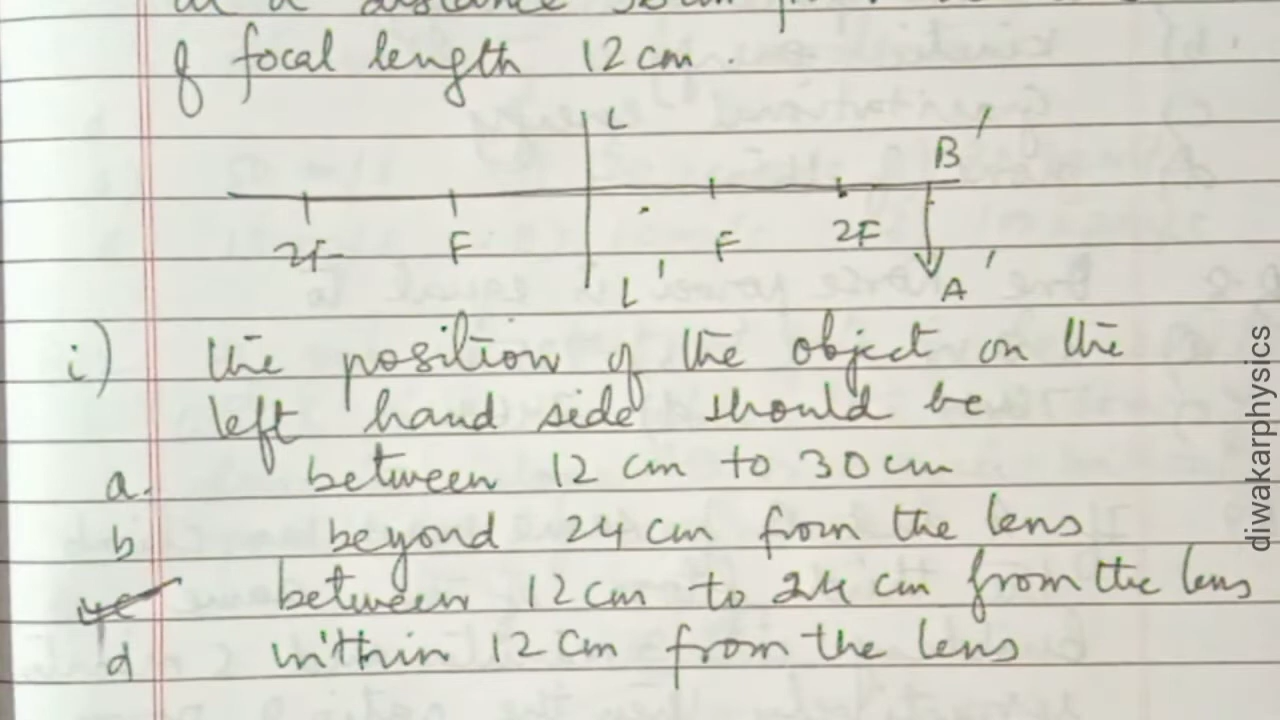 at a distance
of focal length 12 cm.
L
B'
2F F F 2F
L' A'
i) the position of the object on the
left hand side should be
a. between 12 cm to 30 cm
b beyond 24 cm from the lens
c between 12 cm to 24 cm from the lens
d within 12 cm from the lens
diwakarphysics